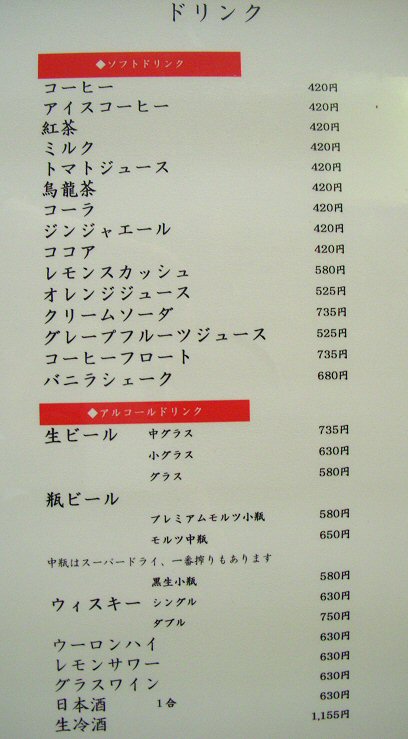 ドリンク
◆ソフトドリンク
コーヒー 420円
アイスコーヒー 420円
紅茶 420円
ミルク 420円
トマトジュース 420円
烏龍茶 420円
コーラ 420円
ジンジャエール 420円
ココア 420円
レモンスカッシュ 580円
オレンジジュース 525円
クリームソーダ 735円
グレープフルーツジュース 525円
コーヒーフロート 735円
バニラシェーク 680円
◆アルコールドリンク
生ビール 中グラス 735円
小グラス 630円
グラス 580円
瓶ビール
プレミアムモルツ小瓶 580円
モルツ中瓶 650円
中瓶はスーパードライ、一番搾りもあります
黒生小瓶 580円
ウィスキー シングル 630円
ダブル 750円
ウーロンハイ 630円
レモンサワー 630円
グラスワイン 630円
日本酒 1合 630円
生冷酒 1,155円